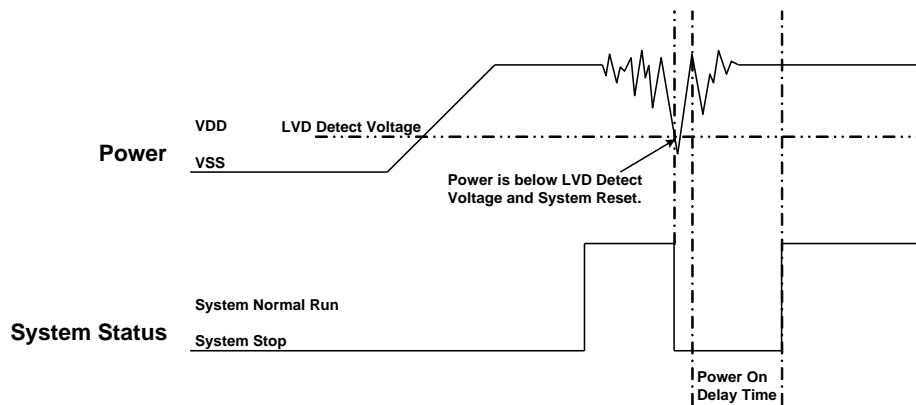 VDD
LVD Detect Voltage
Power
VSS
Power is below LVD Detect
Voltage and System Reset.
System Normal Run
System Status
System Stop
Power On
Delay Time